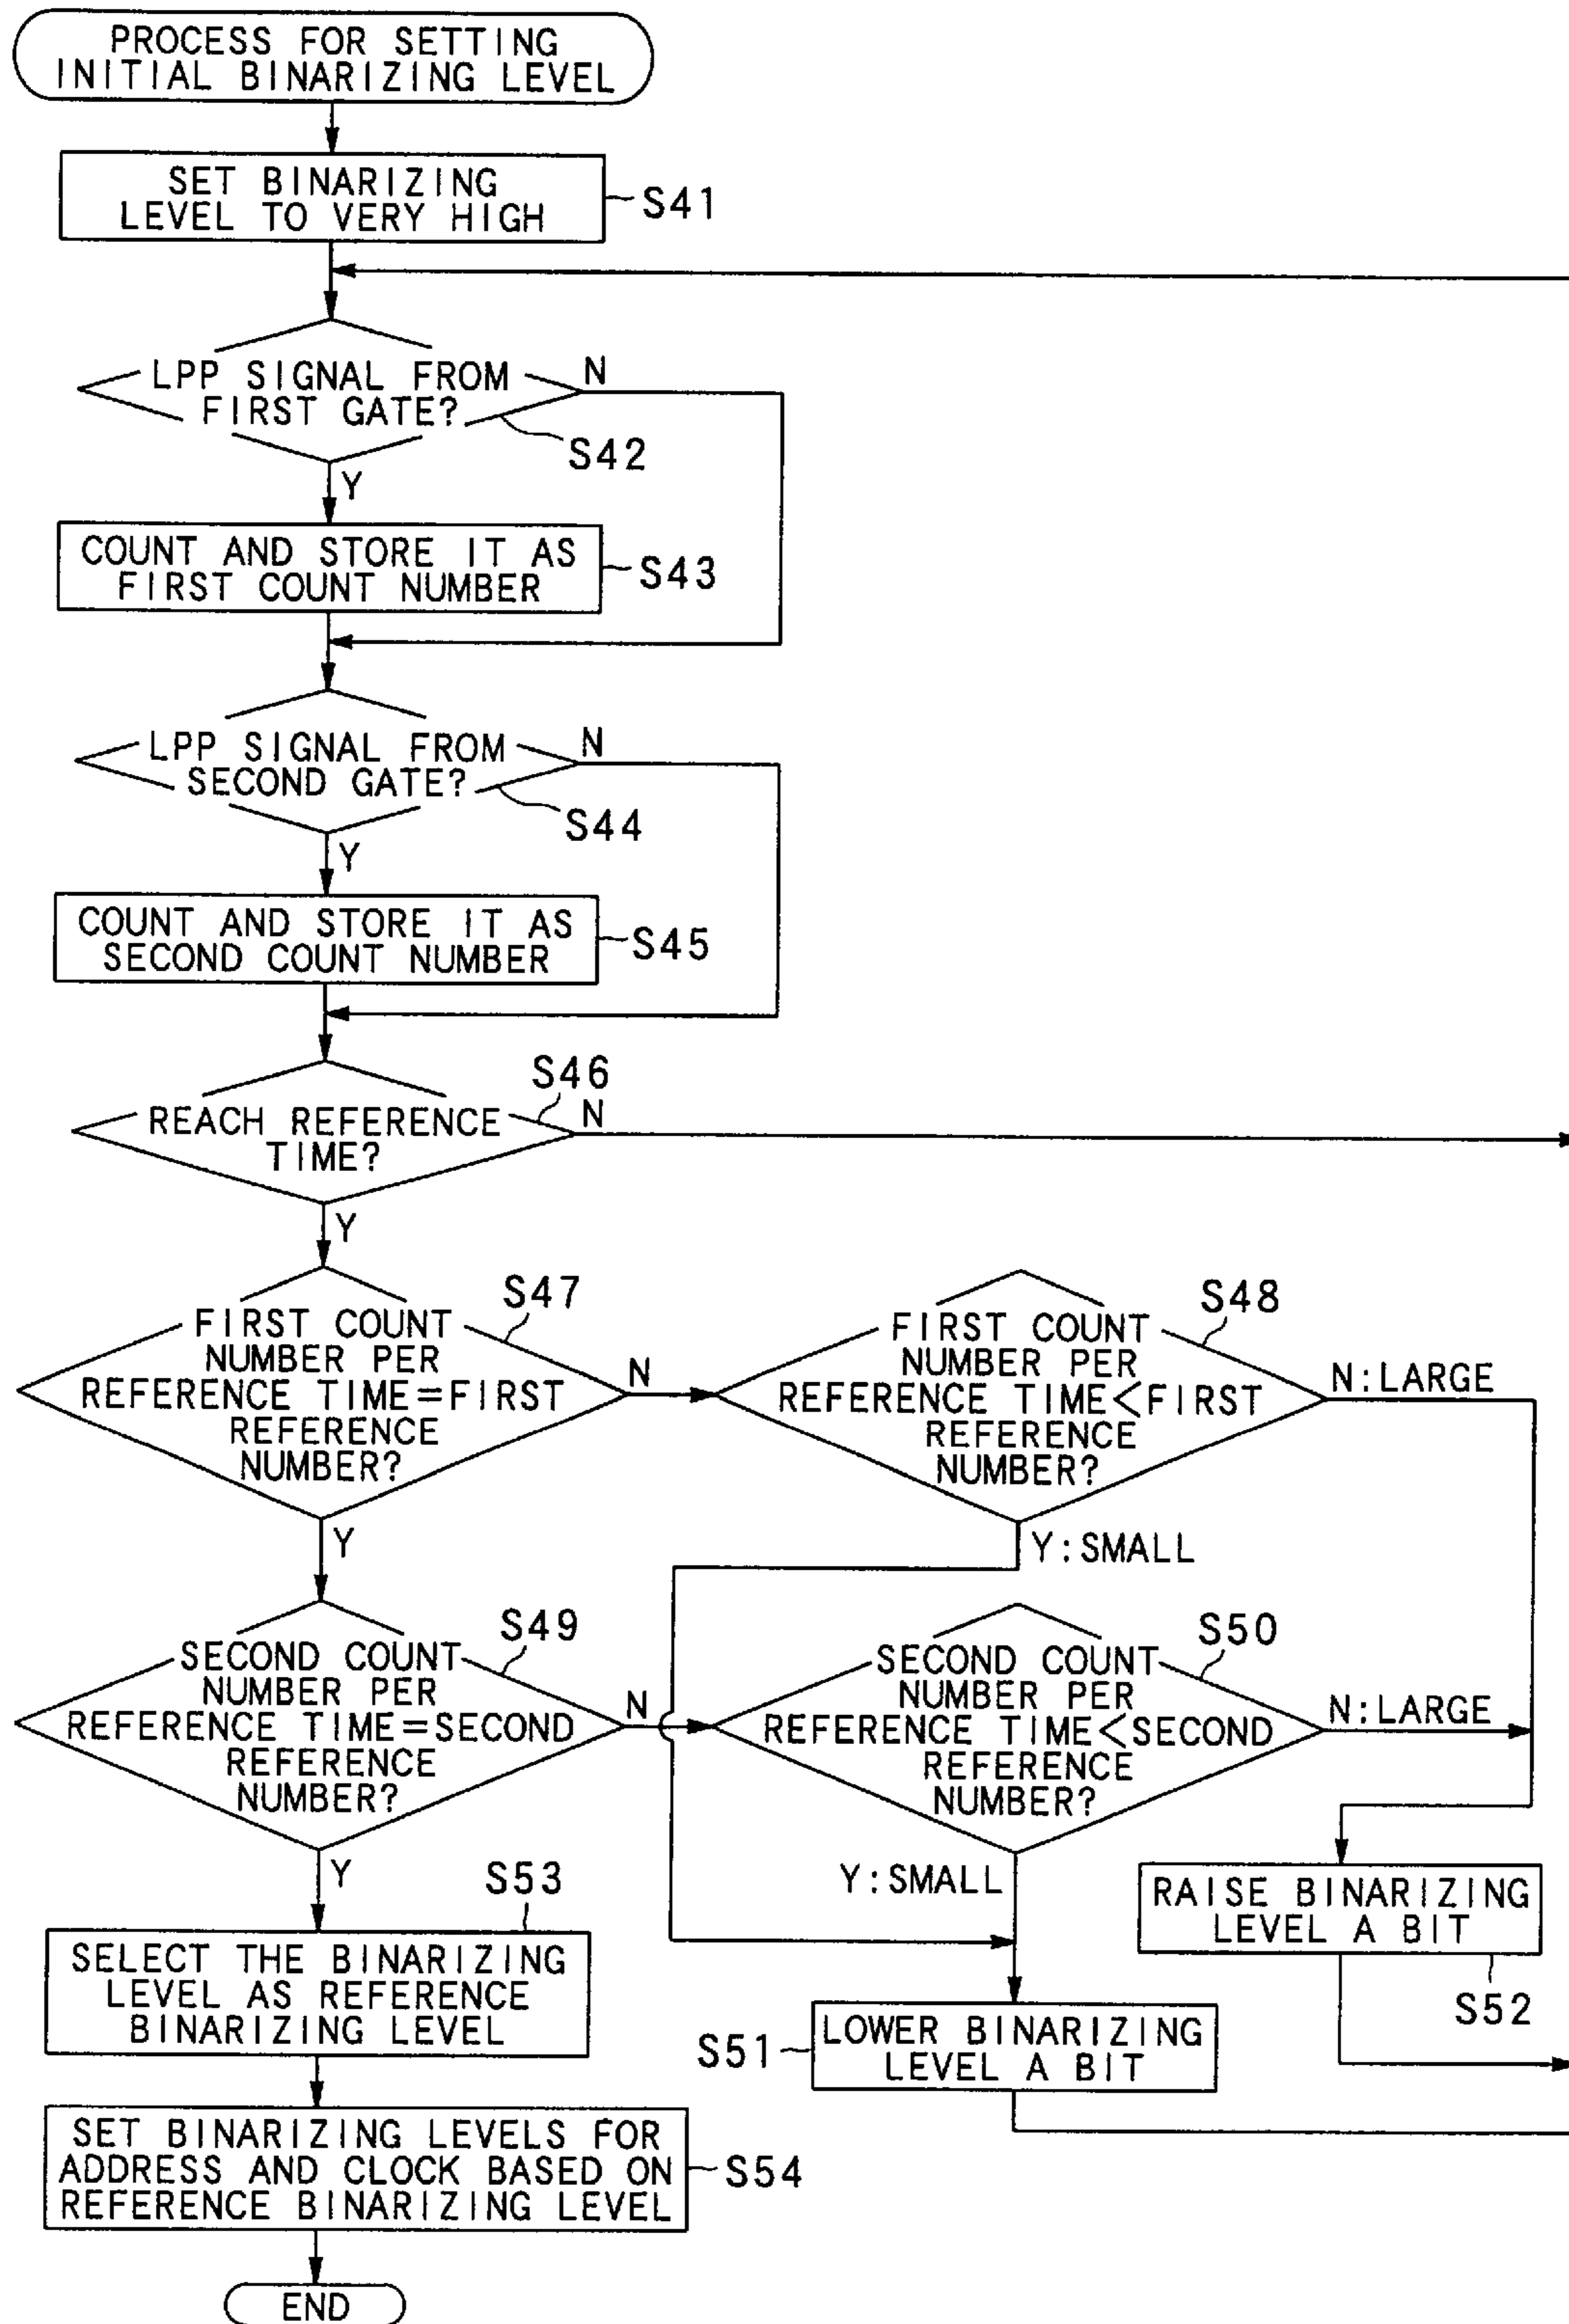 PROCESS FOR SETTING
INITIAL BINARIZING LEVEL
SET BINARIZING
LEVEL TO VERY HIGH
S41
LPP SIGNAL FROM
FIRST GATE?
N
S42
Y
COUNT AND STORE IT AS
FIRST COUNT NUMBER
S43
LPP SIGNAL FROM
SECOND GATE?
N
S44
Y
COUNT AND STORE IT AS
SECOND COUNT NUMBER
S45
S46
REACH REFERENCE
TIME?
N
Y
S47
FIRST COUNT
NUMBER PER
REFERENCE TIME=FIRST
REFERENCE
NUMBER?
N
Y
S48
FIRST COUNT
NUMBER PER
REFERENCE TIME<FIRST
REFERENCE
NUMBER?
N:LARGE
Y:SMALL
S49
SECOND COUNT
NUMBER PER
REFERENCE TIME=SECOND
REFERENCE
NUMBER?
N
Y
S50
SECOND COUNT
NUMBER PER
REFERENCE TIME<SECOND
REFERENCE
NUMBER?
N:LARGE
Y:SMALL
S53
SELECT THE BINARIZING
LEVEL AS REFERENCE
BINARIZING LEVEL
RAISE BINARIZING
LEVEL A BIT
S52
S51
LOWER BINARIZING
LEVEL A BIT
SET BINARIZING LEVELS FOR
ADDRESS AND CLOCK BASED ON
REFERENCE BINARIZING LEVEL
S54
END